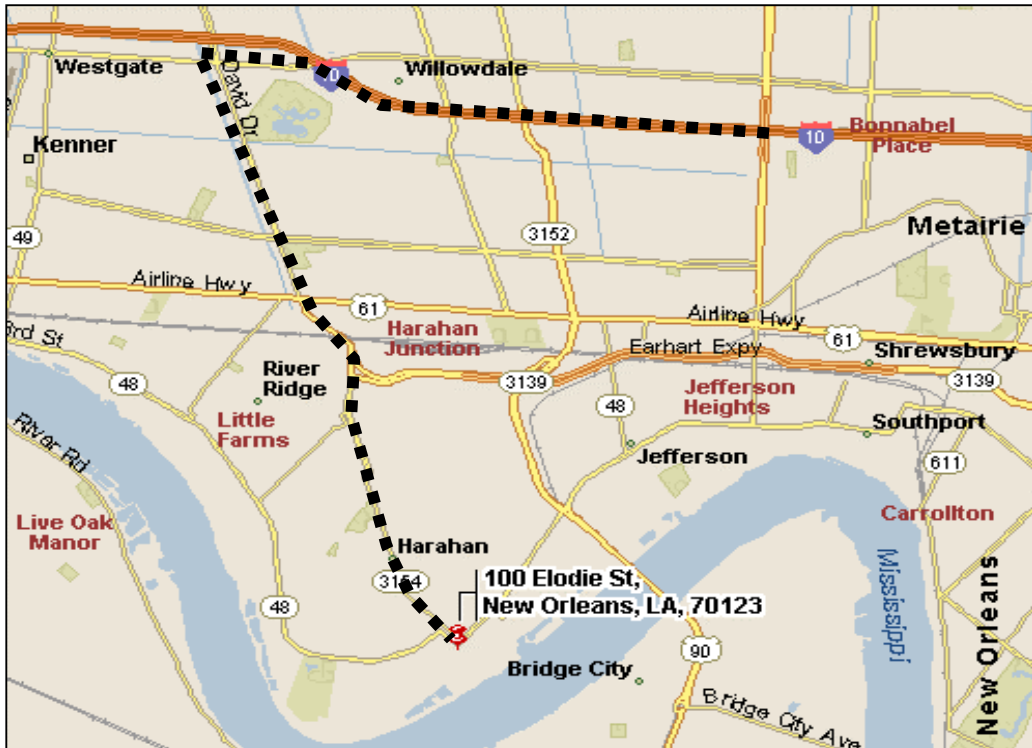 Westgate
10
Willowdale
David Dr
Kenner
10
Bonnabel
Place
Metairie
49
3152
Airline Hwy
61
Airline Hwy
61
3rd St
Harahan
Junction
Earhart Expy
Shrewsbury
River
Ridge
48
3139
3139
Jefferson
Heights
Little
Farms
48
Southport
River Rd
Jefferson
611
Live Oak
Manor
Carrollton
Harahan
3154
100 Elodie St,
New Orleans, LA, 70123
48
Mississippi
New Orleans
Bridge City
90
Bridge City Ave